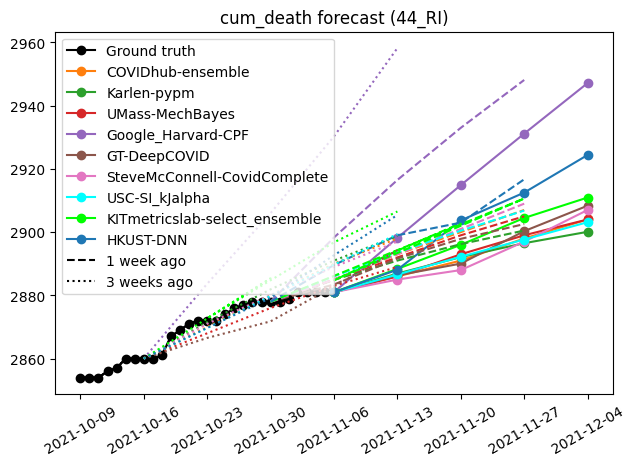 cum_death forecast (44_RI)
2960
2940
2920
2900
2880
2860
Ground truth
COVIDhub-ensemble
Karlen-pypm
UMass-MechBayes
Google_Harvard-CPF
GT-DeepCOVID
SteveMcConnell-CovidComplete
USC-SI_kJalpha
KITmetricslab-select_ensemble
HKUST-DNN
1 week ago
3 weeks ago
2021-10-09
2021-10-16
2021-10-23
2021-10-30
2021-11-06
2021-11-13
2021-11-20
2021-11-27
2021-12-04